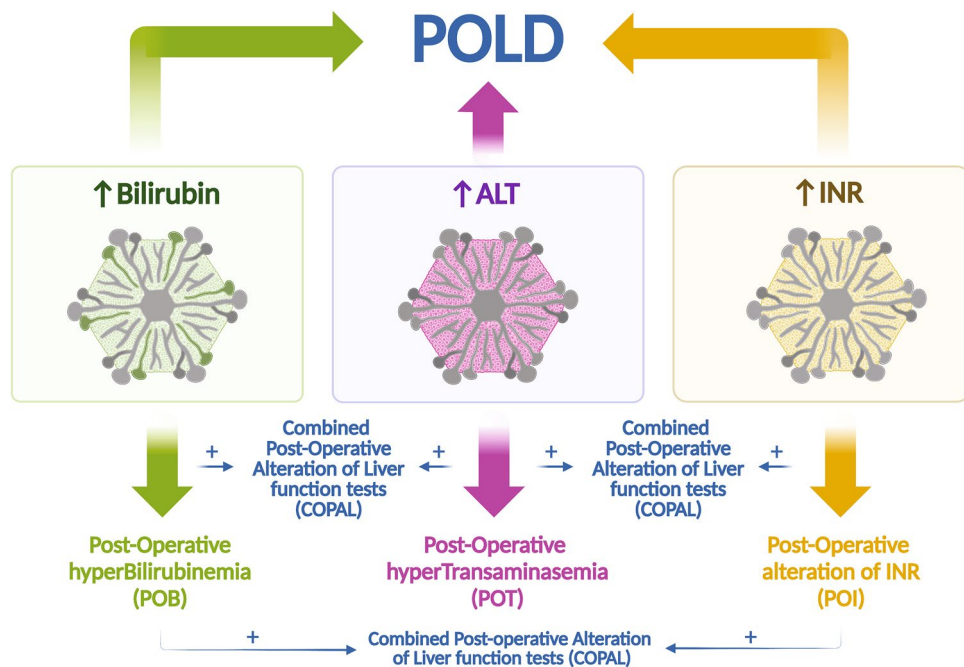 POLD
↑ Bilirubin
↑ ALT
↑ INR
Combined
Post-Operative
Alteration of Liver
function tests
(COPAL)
+
+
Combined
Post-Operative
Alteration of Liver
function tests
(COPAL)
+
+
Post-Operative
hyperBilirubinemia
(POB)
Post-Operative
hyperTransaminasemia
(POT)
Post-Operative
alteration of INR
(POI)
+
Combined Post-operative Alteration
of Liver function tests (COPAL)
+